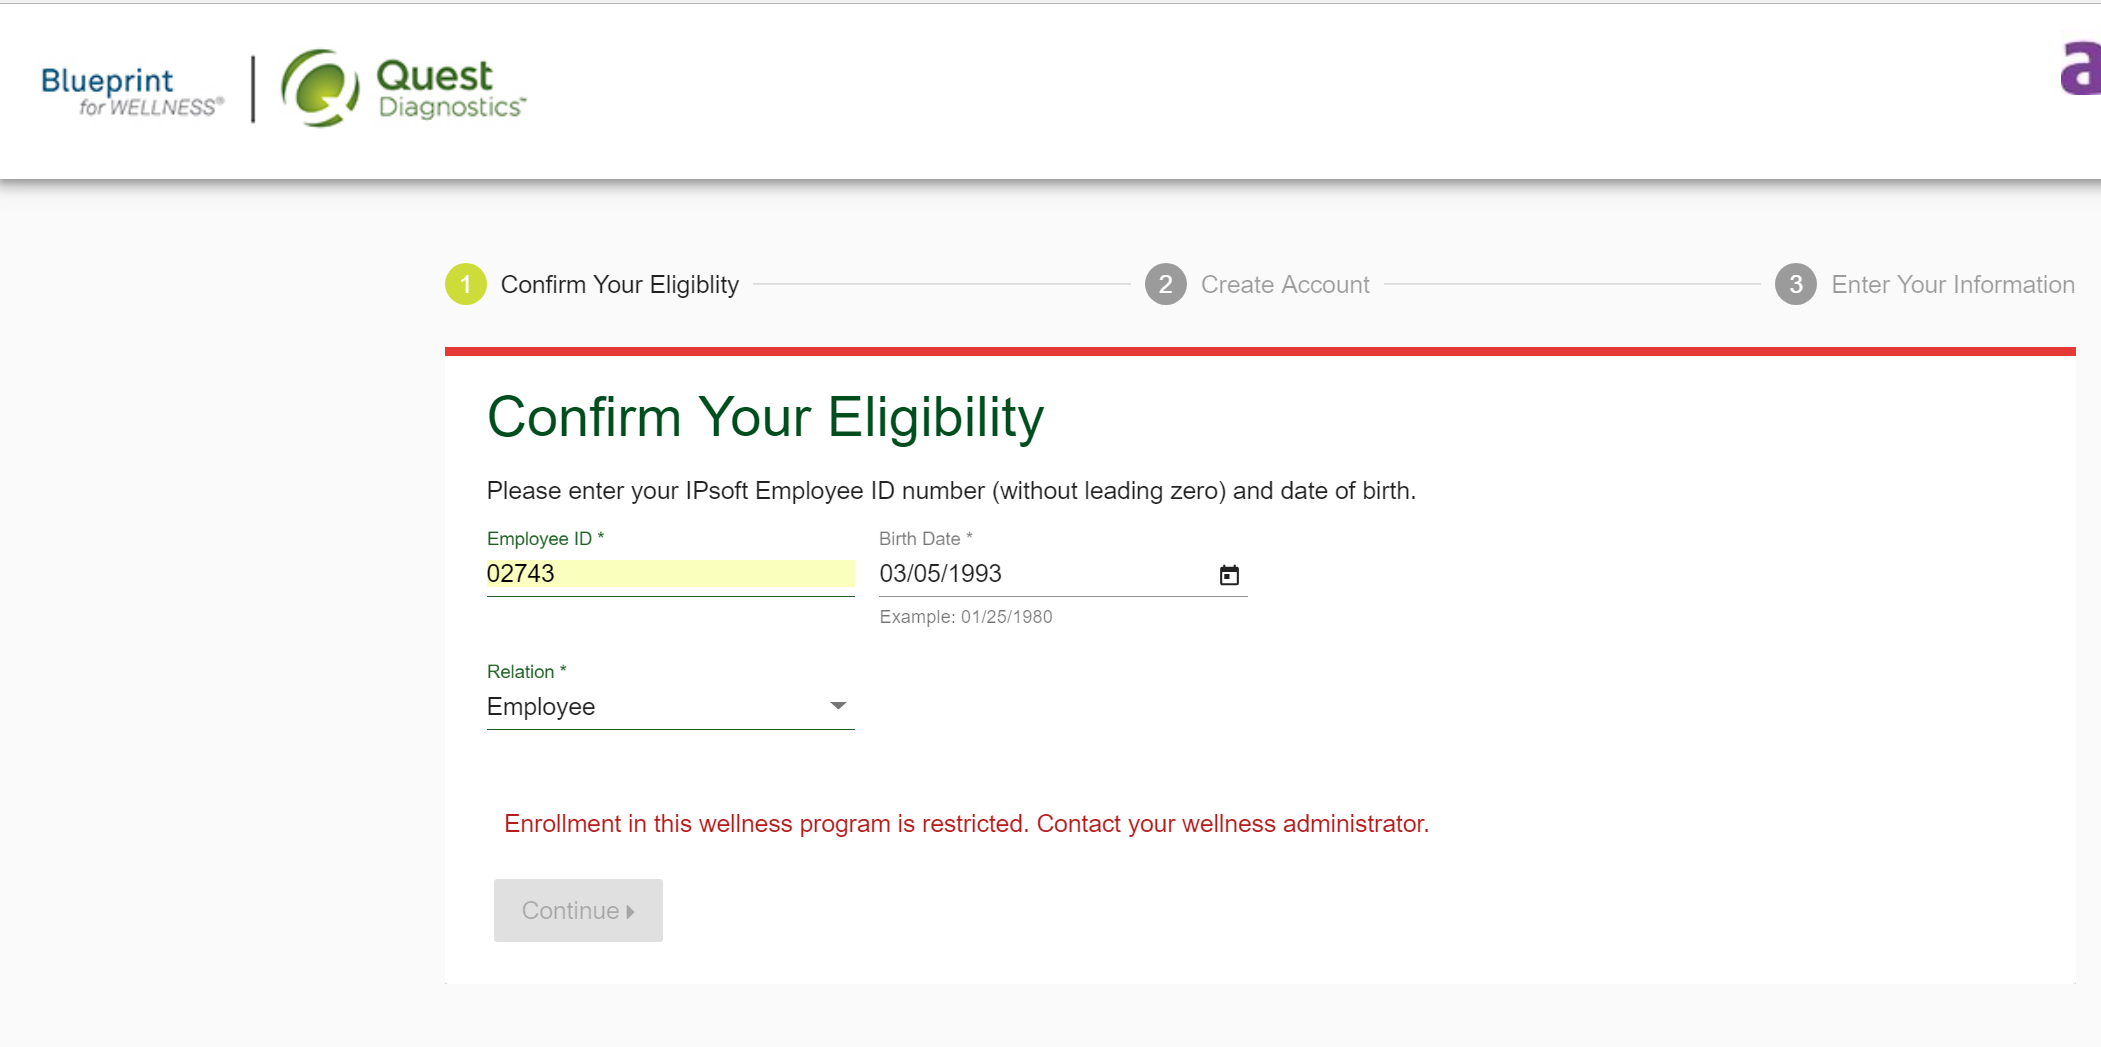 Blueprint
for WELLNESS®
Quest
Diagnostics™
a
1 Confirm Your Eligiblity
2 Create Account
3 Enter Your Information
Confirm Your Eligibility
Please enter your IPsoft Employee ID number (without leading zero) and date of birth.
Employee ID *
02743
Birth Date *
03/05/1993
Example: 01/25/1980
Relation *
Employee
Enrollment in this wellness program is restricted. Contact your wellness administrator.
Continue